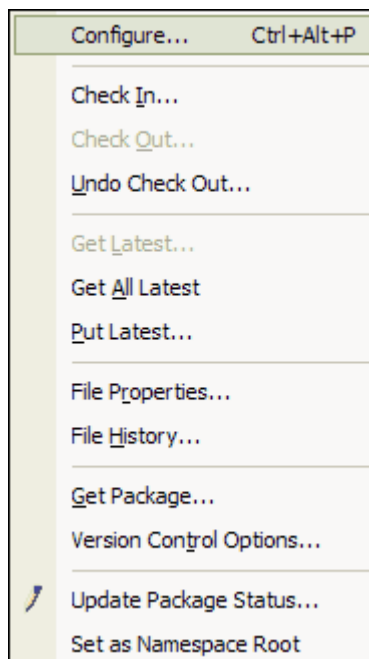 Configure... Ctrl+Alt+P
Check In...
Check Out...
Undo Check Out...
Get Latest...
Get All Latest
Put Latest...
File Properties...
File History...
Get Package...
Version Control Options...
Update Package Status...
Set as Namespace Root